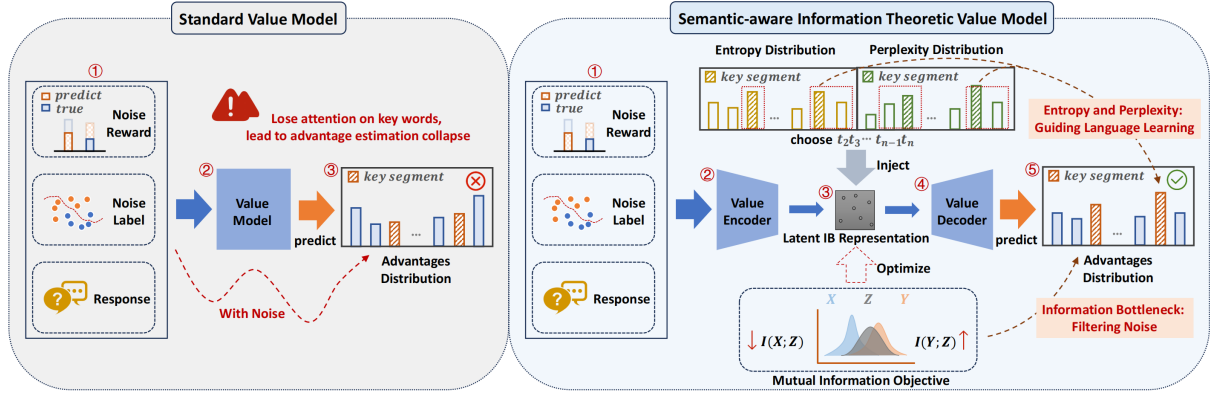 Standard Value Model
①
predict
true
Noise
Reward
Noise
Label
Response
Lose attention on key words,
lead to advantage estimation collapse
②
Value
Model
predict
③
key segment
...
Advantages
Distribution
With Noise
Semantic-aware Information Theoretic Value Model
①
predict
true
Noise
Reward
Noise
Label
Response
Entropy Distribution
Perplexity Distribution
key segment
...
key segment
...
choose t₂t₃⋯ tₙ₋₁tₙ
Inject
②
Value
Encoder
③
Latent IB Representation
④
Value
Decoder
predict
⑤
key segment
...
Advantages
Distribution
Entropy and Perplexity:
Guiding Language Learning
Optimize
X Z Y
↓ I(X; Z)
I(Y; Z) ↑
Mutual Information Objective
Information Bottleneck:
Filtering Noise